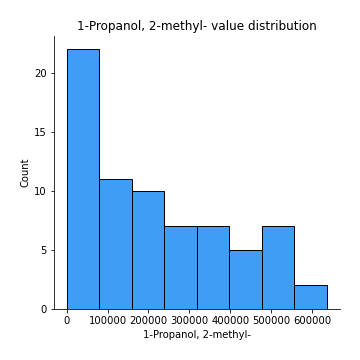 1-Propanol, 2-methyl- value distribution
20
15
10
5
0
Count
0 100000 200000 300000 400000 500000 600000
1-Propanol, 2-methyl-